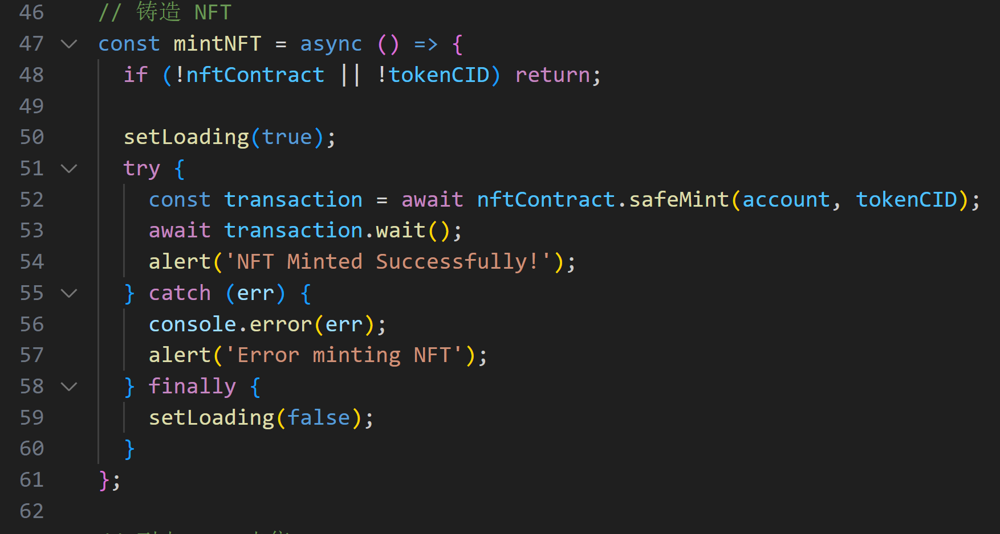 46 // 铸造 NFT
47 const mintNFT = async () => {
48 if (!nftContract || !tokenCID) return;
49
50 setLoading(true);
51 try {
52 const transaction = await nftContract.safeMint(account, tokenCID);
53 await transaction.wait();
54 alert('NFT Minted Successfully!');
55 } catch (err) {
56 console.error(err);
57 alert('Error minting NFT');
58 } finally {
59 setLoading(false);
60 }
61 };
62